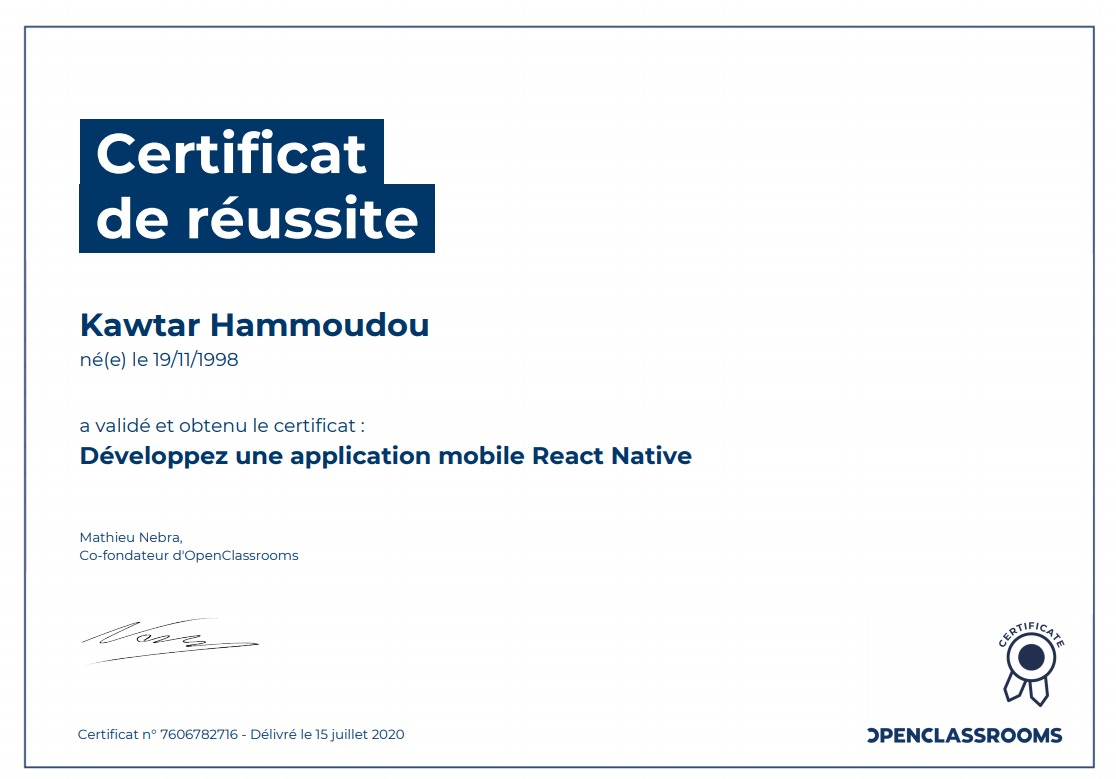 Certificat
de réussite
Kawtar Hammoudou
né(e) le 19/11/1998
a validé et obtenu le certificat :
Développez une application mobile React Native
Mathieu Nebra,
Co-fondateur d'OpenClassrooms
CERTIFICATE
Certificat n° 7606782716 - Délivré le 15 juillet 2020
OPENCLASSROOMS